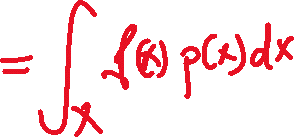 = ∫_X f(x) p(x) dx